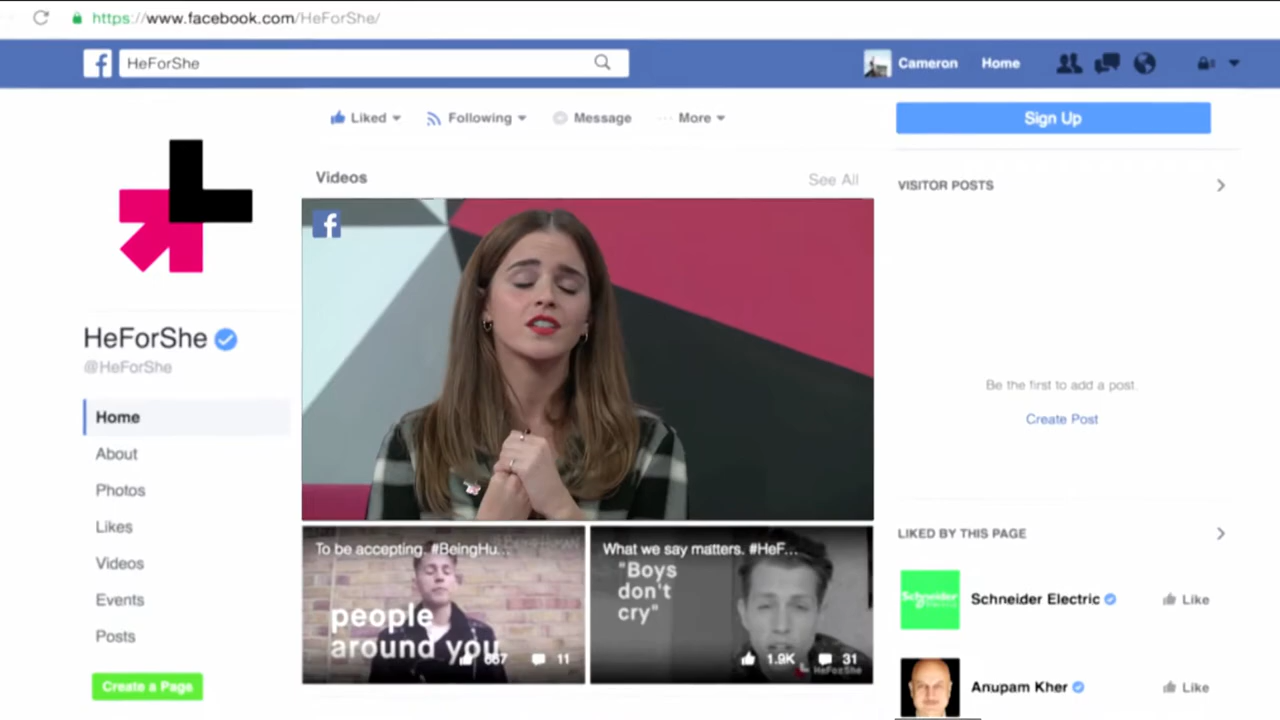 https://www.facebook.com/HeForShe/
f
HeForShe
Cameron
Home
Liked
Following
Message
More
Sign Up
Videos
See All
f
HeForShe
@HeForShe
Home
About
Photos
Likes
Videos
Events
Posts
Create a Page
To be accepting. #BeingHu...
people
around you
667
11
What we say matters. #HeF...
"Boys
don't
cry"
1.9K
31
HeForShe
VISITOR POSTS
Be the first to add a post.
Create Post
LIKED BY THIS PAGE
Schneider
Schneider Electric
Like
Anupam Kher
Like